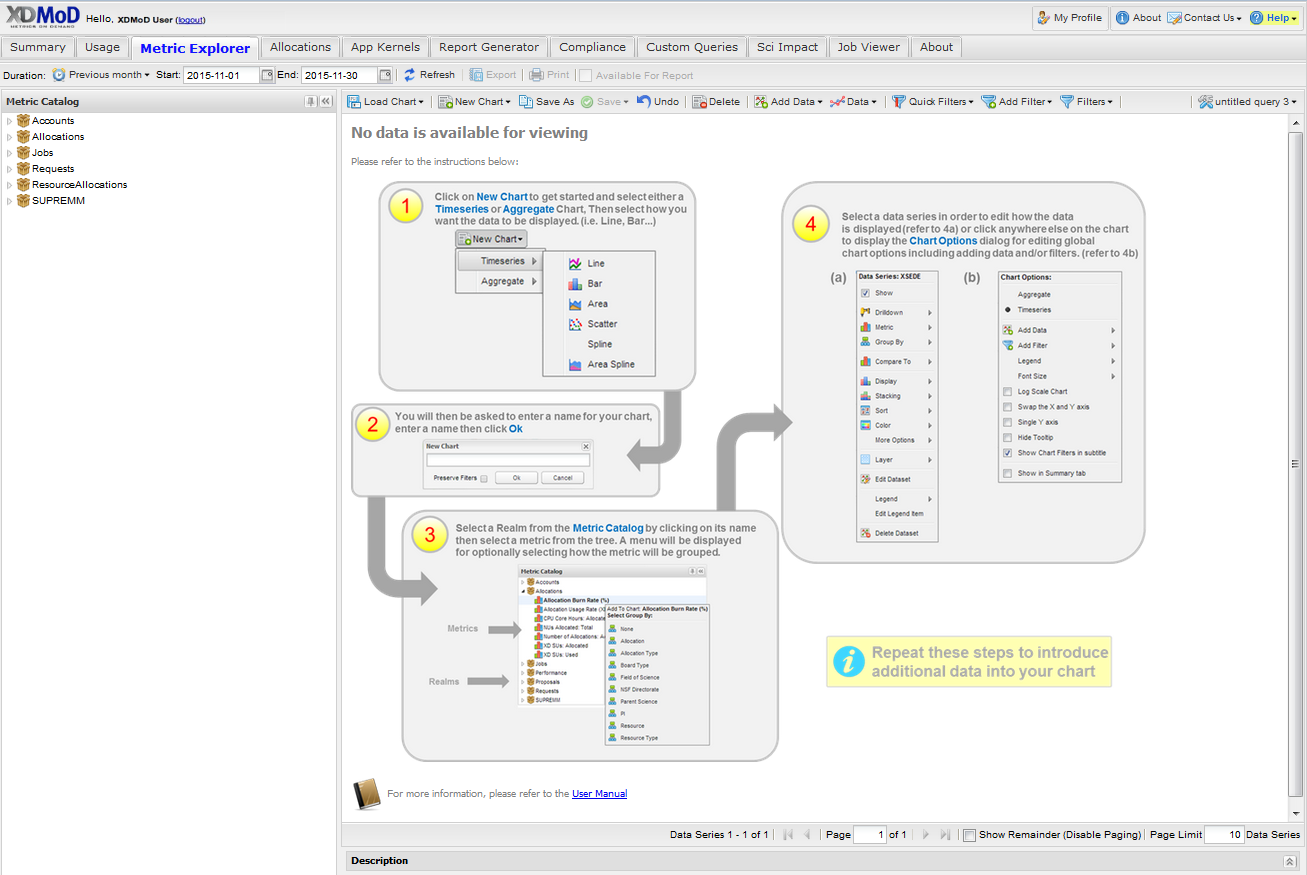 XDMoD
METRICS ON DEMAND
Hello, XDMoD User (logout)
My Profile About Contact Us Help
Summary Usage Metric Explorer Allocations App Kernels Report Generator Compliance Custom Queries Sci Impact Job Viewer About
Duration: Previous month Start: 2015-11-01 End: 2015-11-30 Refresh Export Print Available For Report
Metric Catalog
Accounts
Allocations
Jobs
Requests
ResourceAllocations
SUPREMM
Load Chart New Chart Save As Save Undo Delete Add Data Data Quick Filters Add Filter Filters untitled query 3
No data is available for viewing
Please refer to the instructions below:
1
Click on New Chart to get started and select either a
Timeseries or Aggregate Chart, Then select how you
want the data to be displayed. (i.e. Line, Bar...)
New Chart
Timeseries
Aggregate
Line
Bar
Area
Scatter
Spline
Area Spline
2
You will then be asked to enter a name for your chart,
enter a name then click Ok
New Chart
Preserve Filters Ok Cancel
3
Select a Realm from the Metric Catalog by clicking on its name
then select a metric from the tree. A menu will be displayed
for optionally selecting how the metric will be grouped.
Metrics
Realms
Metric Catalog
Accounts
Allocations
Allocation Burn Rate (%)
Allocation Usage Rate (X
CPU Core Hours: Allocate
NUs Allocated: Total
Number of Allocations: A
XD SUs: Allocated
XD SUs: Used
Jobs
Performance
Proposals
Requests
SUPREMM
Add To Chart: Allocation Burn Rate (%)
Select Group By:
None
Allocation
Allocation Type
Board Type
Field of Science
NSF Directorate
Parent Science
PI
Resource
Resource Type
4
Select a data series in order to edit how the data
is displayed (refer to 4a) or click anywhere else on the chart
to display the Chart Options dialog for editing global
chart options including adding data and/or filters. (refer to 4b)
(a)
Data Series: XSEDE
Show
Drilldown
Metric
Group By
Compare To
Display
Stacking
Sort
Color
More Options
Layer
Edit Dataset
Legend
Edit Legend Item
Delete Dataset
(b)
Chart Options:
Aggregate
Timeseries
Add Data
Add Filter
Legend
Font Size
Log Scale Chart
Swap the X and Y axis
Single Y axis
Hide Tooltip
Show Chart Filters in subtitle
Show in Summary tab
i
Repeat these steps to introduce
additional data into your chart
For more information, please refer to the User Manual
Data Series 1 - 1 of 1 Page 1 of 1 Show Remainder (Disable Paging) Page Limit 10 Data Series
Description